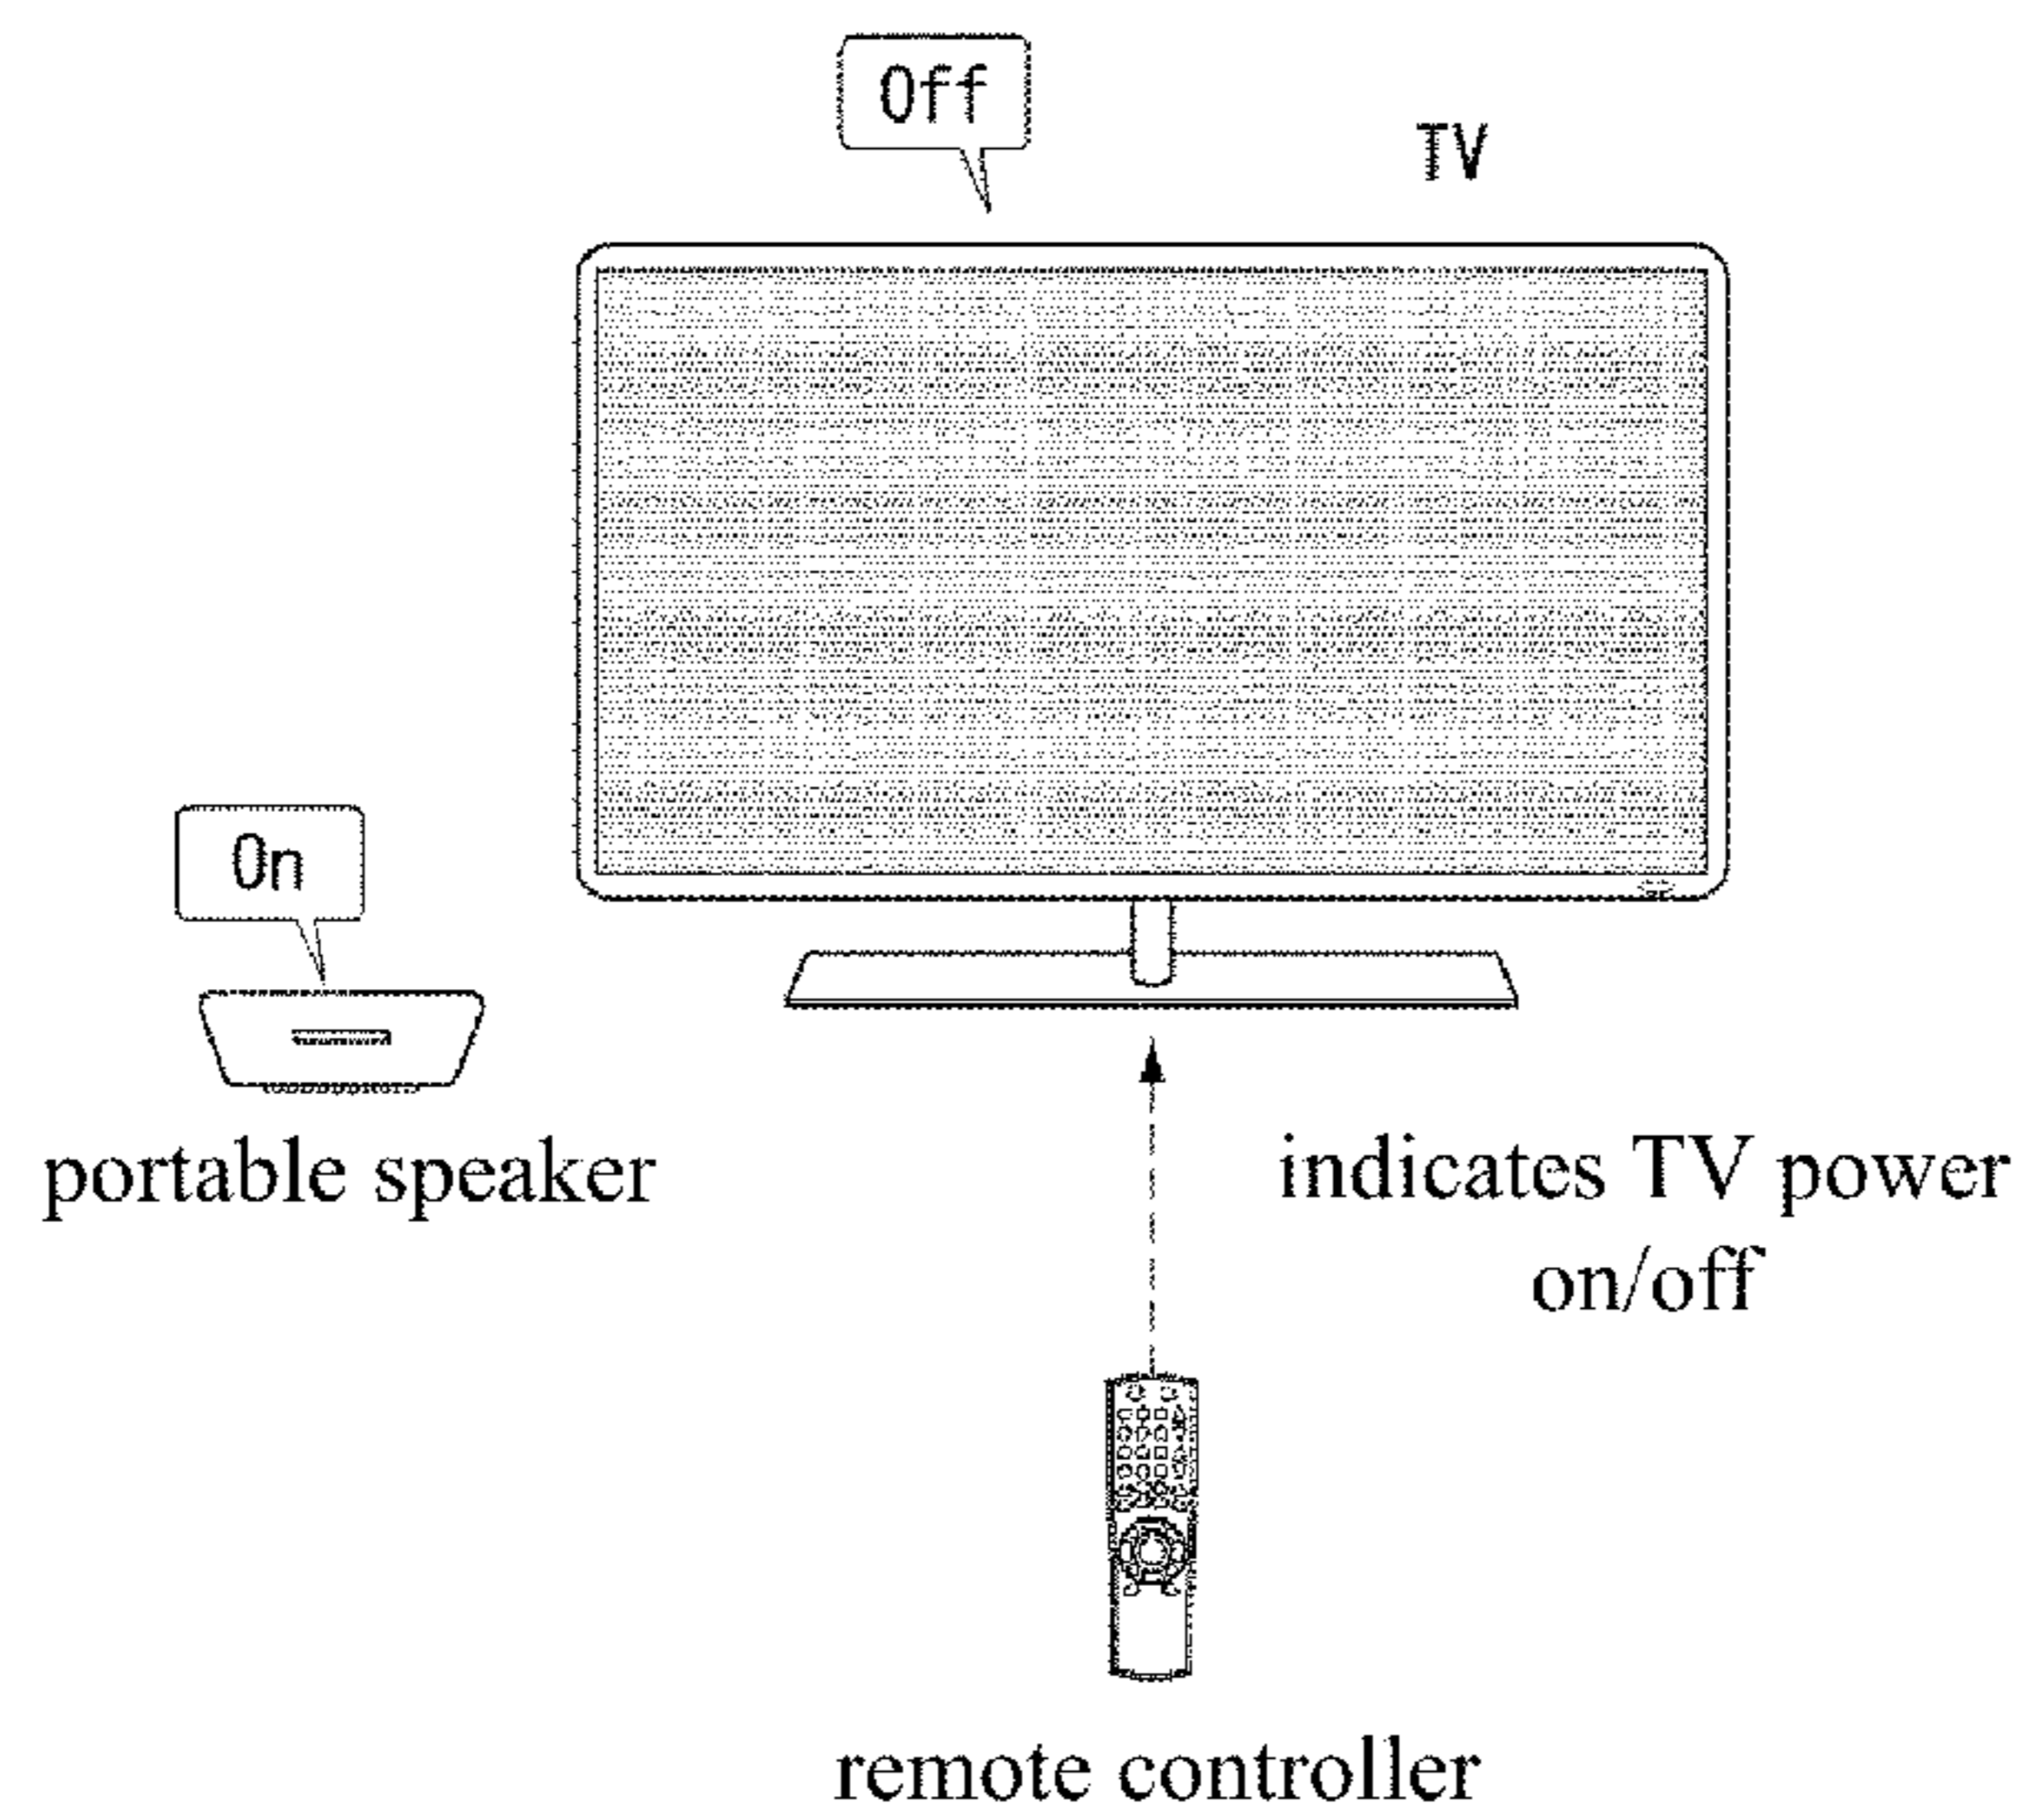 Off
TV
On
portable speaker
indicates TV power
on/off
remote controller